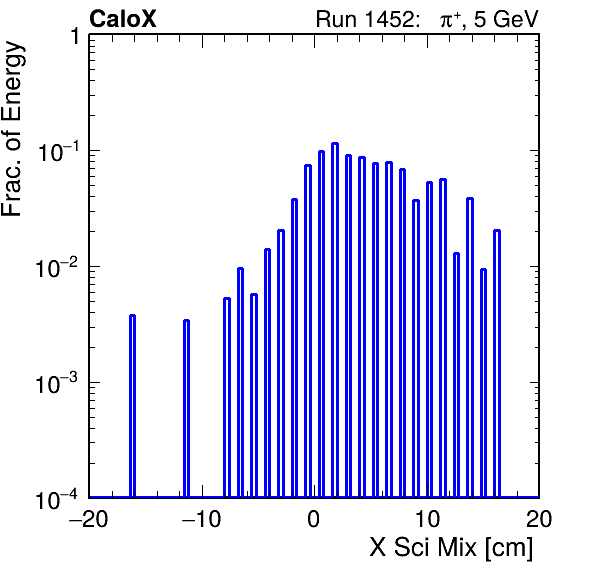 CaloX Run 1452: π⁺, 5 GeV
Frac. of Energy
1
10⁻¹
10⁻²
10⁻³
10⁻⁴
−20 −10 0 10 20
X Sci Mix [cm]